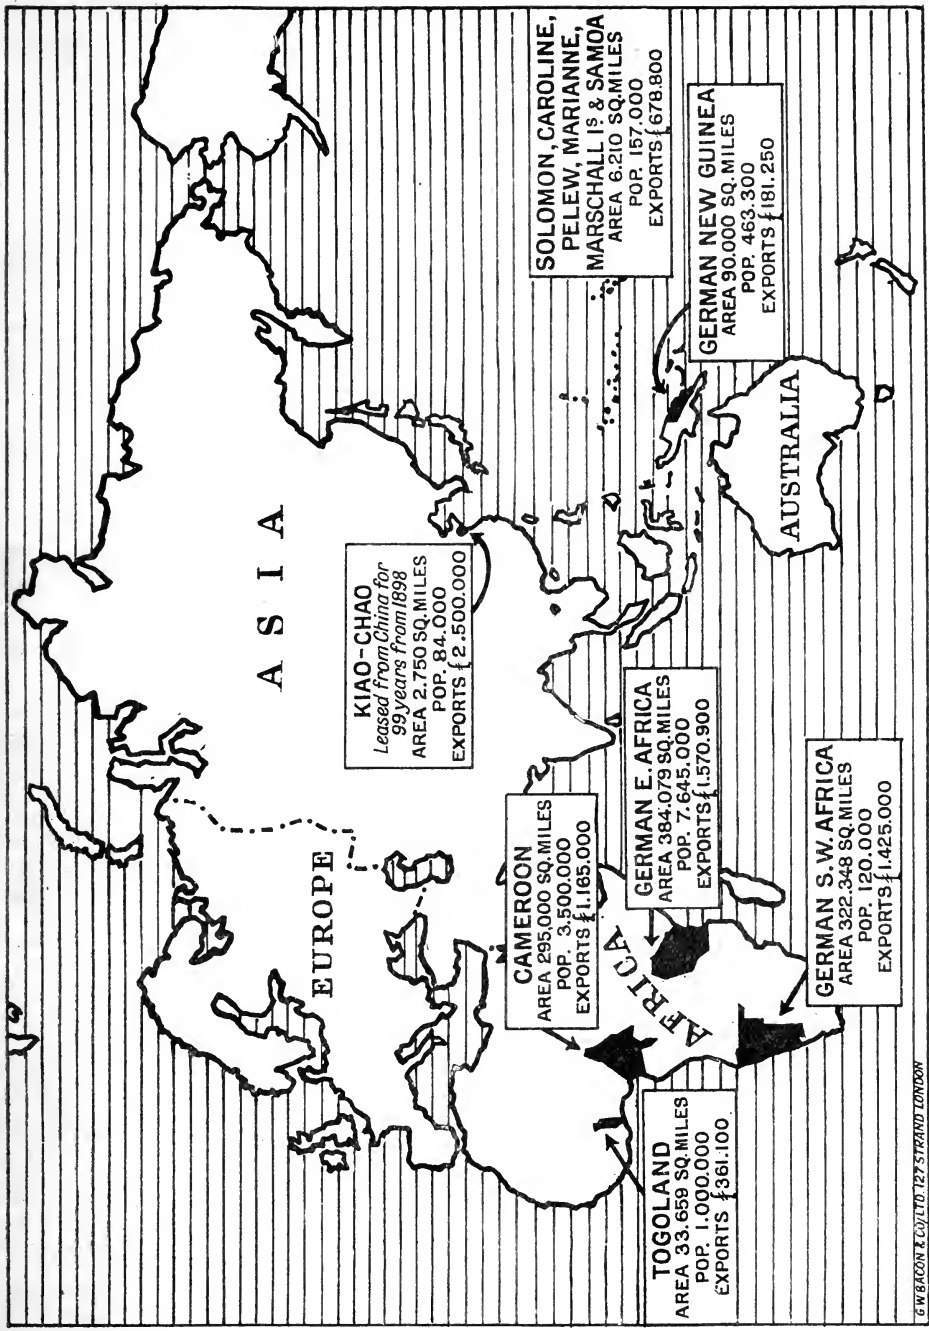 SOLOMON, CAROLINE,
PELEW, MARIANNE,
MARSCHALL Is & SAMOA
AREA 6.210 SQ.MILES
POP. 157.000
EXPORTS £678.800
GERMAN NEW GUINEA
AREA 90.000 SQ.MILES
POP. 463.300
EXPORTS £181.250
AUSTRALIA
ASIA
KIAO-CHAO
Leased from China for
99 years from 1898
AREA 2.750 SQ.MILES
POP. 84.000
EXPORTS £2.500.000
EUROPE
CAMEROON
AREA 295.000 SQ.MILES
POP. 3.500.000
EXPORTS £1.165.000
GERMAN E. AFRICA
AREA 384.079 SQ.MILES
POP. 7.645.000
EXPORTS £1.570.900
AFRICA
GERMAN S.W. AFRICA
AREA 322.348 SQ.MILES
POP. 120.000
EXPORTS £1.425.000
TOGOLAND
AREA 33.659 SQ.MILES
POP. 1.000.000
EXPORTS £361.100
G.W.BACON & Co., LTD. 127 STRAND LONDON